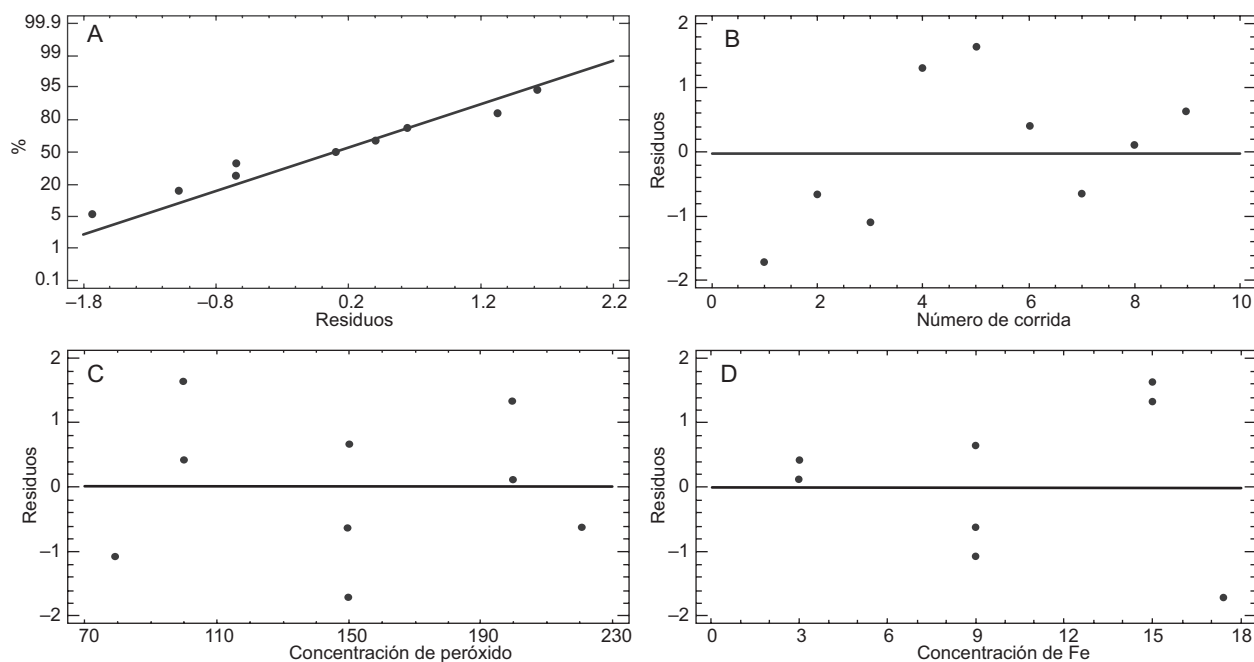 A
99.9
99
95
80
50
20
5
1
0.1
%
–1.8 –0.8 0.2 1.2 2.2
Residuos
B
2
1
0
–1
–2
Residuos
0 2 4 6 8 10
Número de corrida
C
2
1
0
–1
–2
Residuos
70 110 150 190 230
Concentración de peróxido
D
2
1
0
–1
–2
Residuos
0 3 6 9 12 15 18
Concentración de Fe